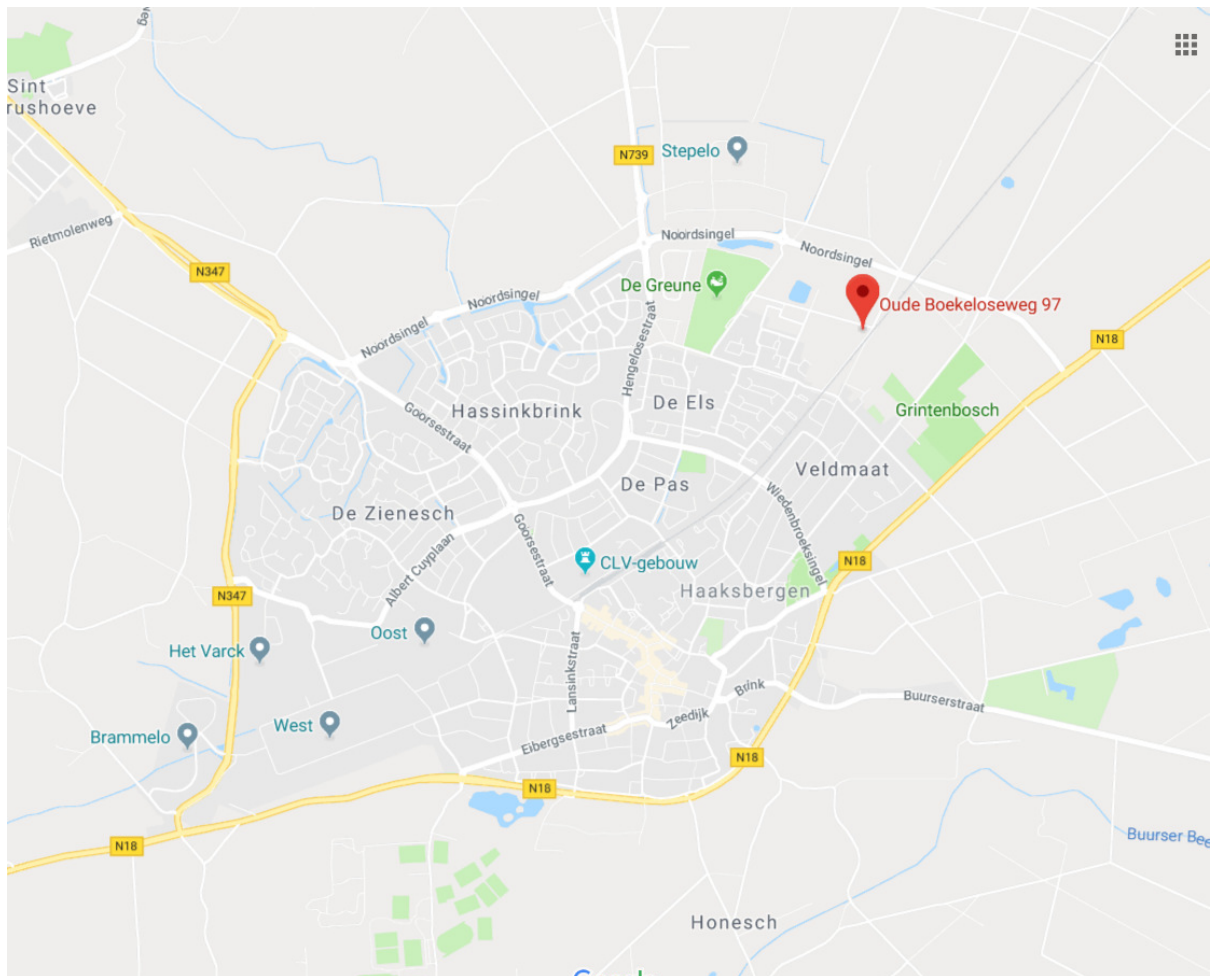 weg
Sint
rushoeve
N739
Stepelo
Rietmolenweg
Noordsingel
Noordsingel
N347
De Greune
Noordsingel
Oude Boekeloseweg 97
Noordsingel
Hengelosestraat
N18
Goorsestraat
Hassinkbrink
De Els
Grintenbosch
Veldmaat
De Pas
De Zienesch
Wiedenbroeksingel
Goorsestraat
Albert Cuyplaan
CLV-gebouw
N18
Haaksbergen
N347
Oost
Het Varck
Lansinkstraat
Brink
Buurserstraat
Zeedijk
West
Brammelo
Eibergsestraat
N18
N18
N18
Buurser Bee
Honesch